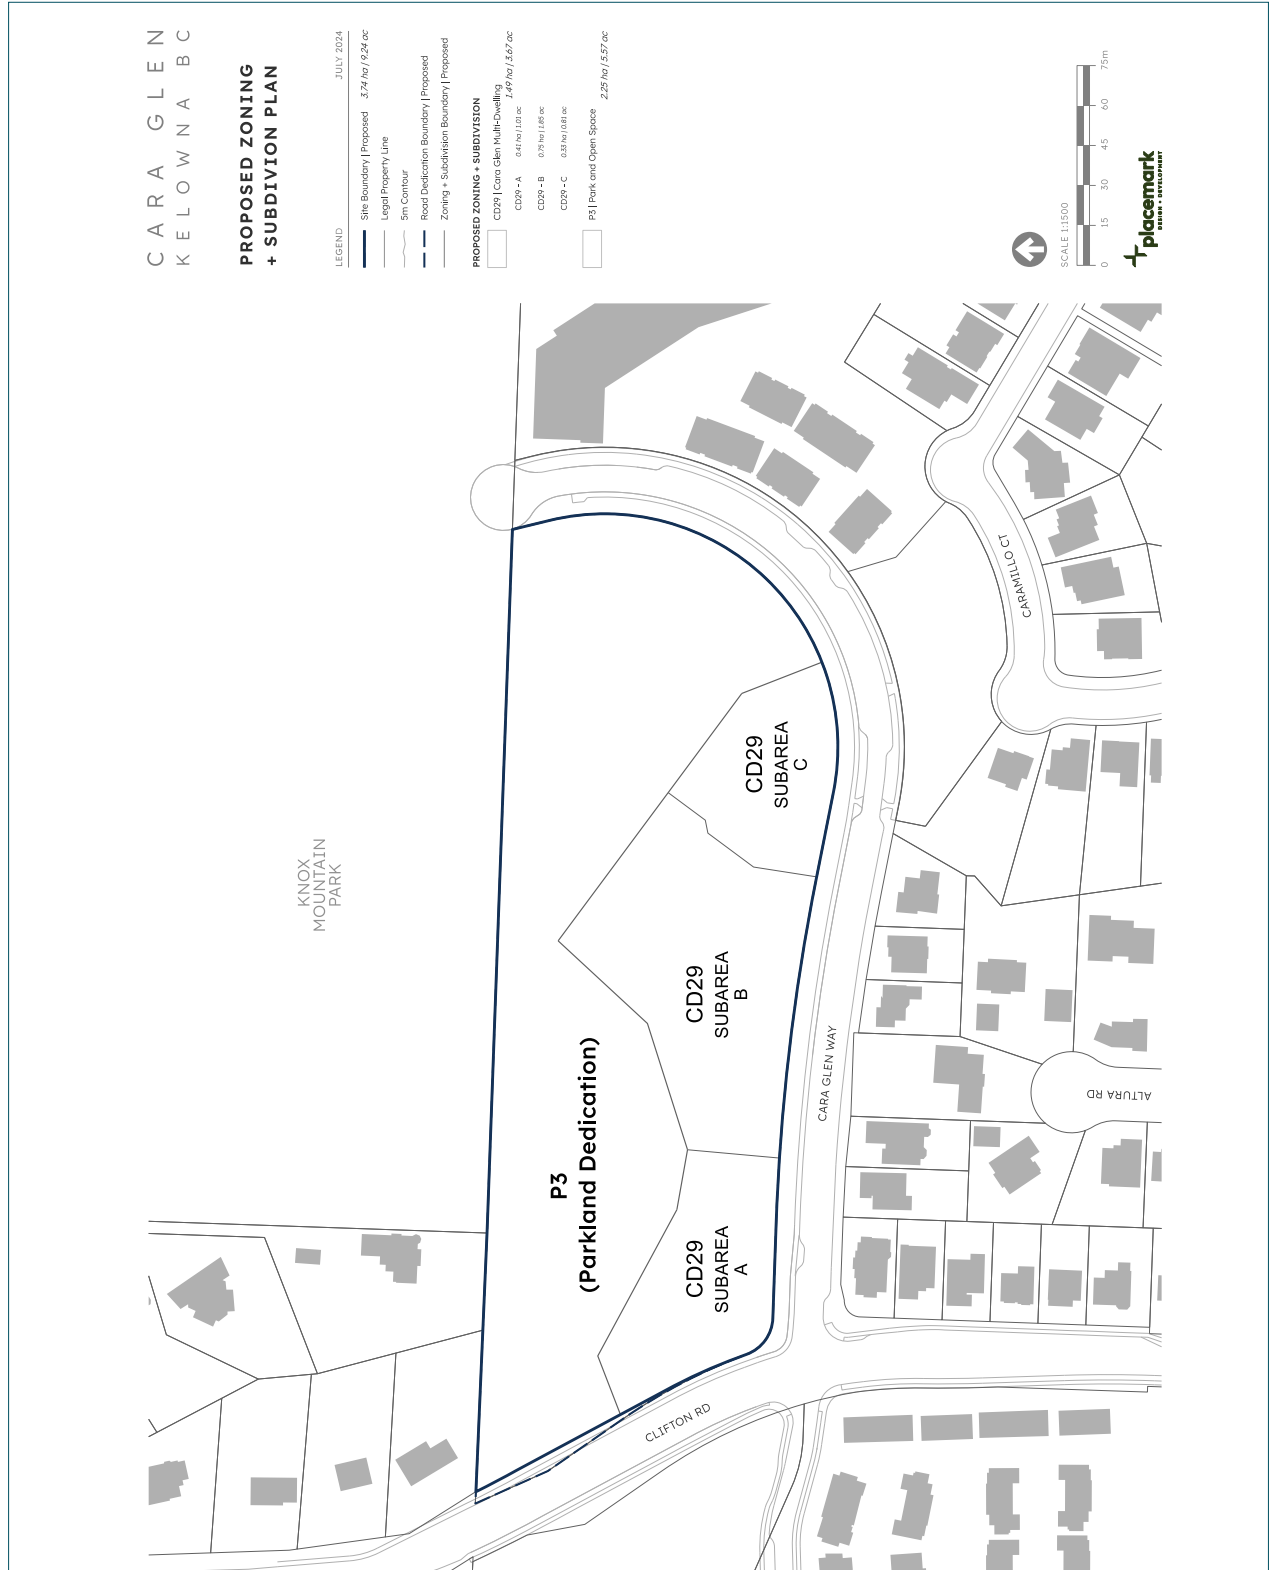 CARA GLEN
KELOWNA BC
PROPOSED ZONING
+ SUBDIVISION PLAN
LEGEND JULY 2024
Site Boundary | Proposed 3.74 ha / 9.24 ac
Legal Property Line
5m Contour
Road Dedication Boundary | Proposed
Zoning + Subdivision Boundary | Proposed
PROPOSED ZONING + SUBDIVISION
CD29 | Cara Glen Multi-Dwelling
1.49 ha | 3.67 ac
CD29 - A 0.41 ha | 1.01 ac
CD29 - B 0.75 ha | 1.85 ac
CD29 - C 0.33 ha | 0.81 ac
P3 | Park and Open Space
2.25 ha | 5.57 ac
SCALE 1:1500
0 15 30 45 60 75m
placemark
DESIGN + DEVELOPMENT
KNOX
MOUNTAIN
PARK
P3
(Parkland Dedication)
CD29
SUBAREA
A
CD29
SUBAREA
B
CD29
SUBAREA
C
CARA GLEN WAY
CLIFTON RD
CARAMILLO CT
ALTURA RD